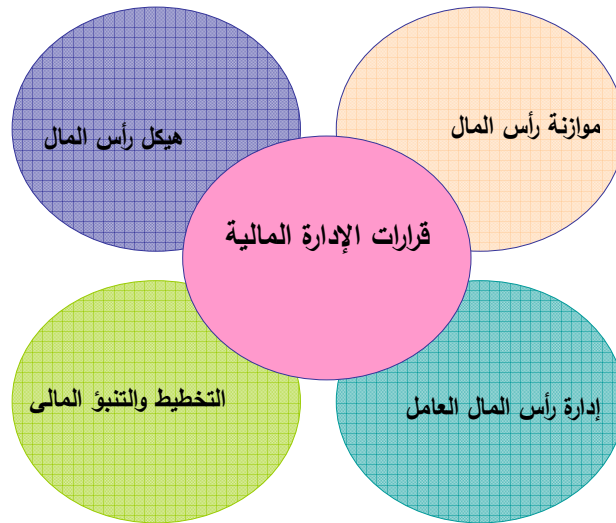 موازنة رأس المال
هيكل رأس المال
قرارات الإدارة المالية
إدارة رأس المال العامل
التخطيط والتنبؤ المالى